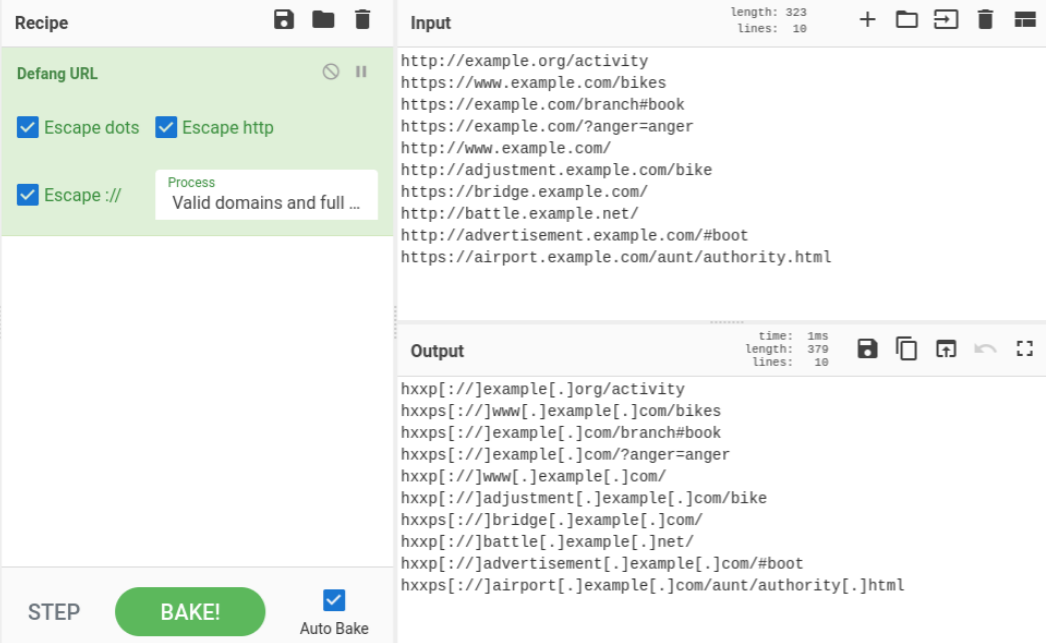 Recipe
Defang URL
Escape dots Escape http
Escape :// Process
Valid domains and full ...
STEP
BAKE!
Auto Bake
Input
length: 323
lines: 10
http://example.org/activity
https://www.example.com/bikes
https://example.com/branch#book
https://example.com/?anger=anger
http://www.example.com/
http://adjustment.example.com/bike
https://bridge.example.com/
http://battle.example.net/
http://advertisement.example.com/#boot
https://airport.example.com/aunt/authority.html
Output
time: 1ms
length: 379
lines: 10
hxxp[://]example[.]org/activity
hxxps[://]www[.]example[.]com/bikes
hxxps[://]example[.]com/branch#book
hxxps[://]example[.]com/?anger=anger
hxxp[://]www[.]example[.]com/
hxxp[://]adjustment[.]example[.]com/bike
hxxps[://]bridge[.]example[.]com/
hxxp[://]battle[.]example[.]net/
hxxp[://]advertisement[.]example[.]com/#boot
hxxps[://]airport[.]example[.]com/aunt/authority[.]html